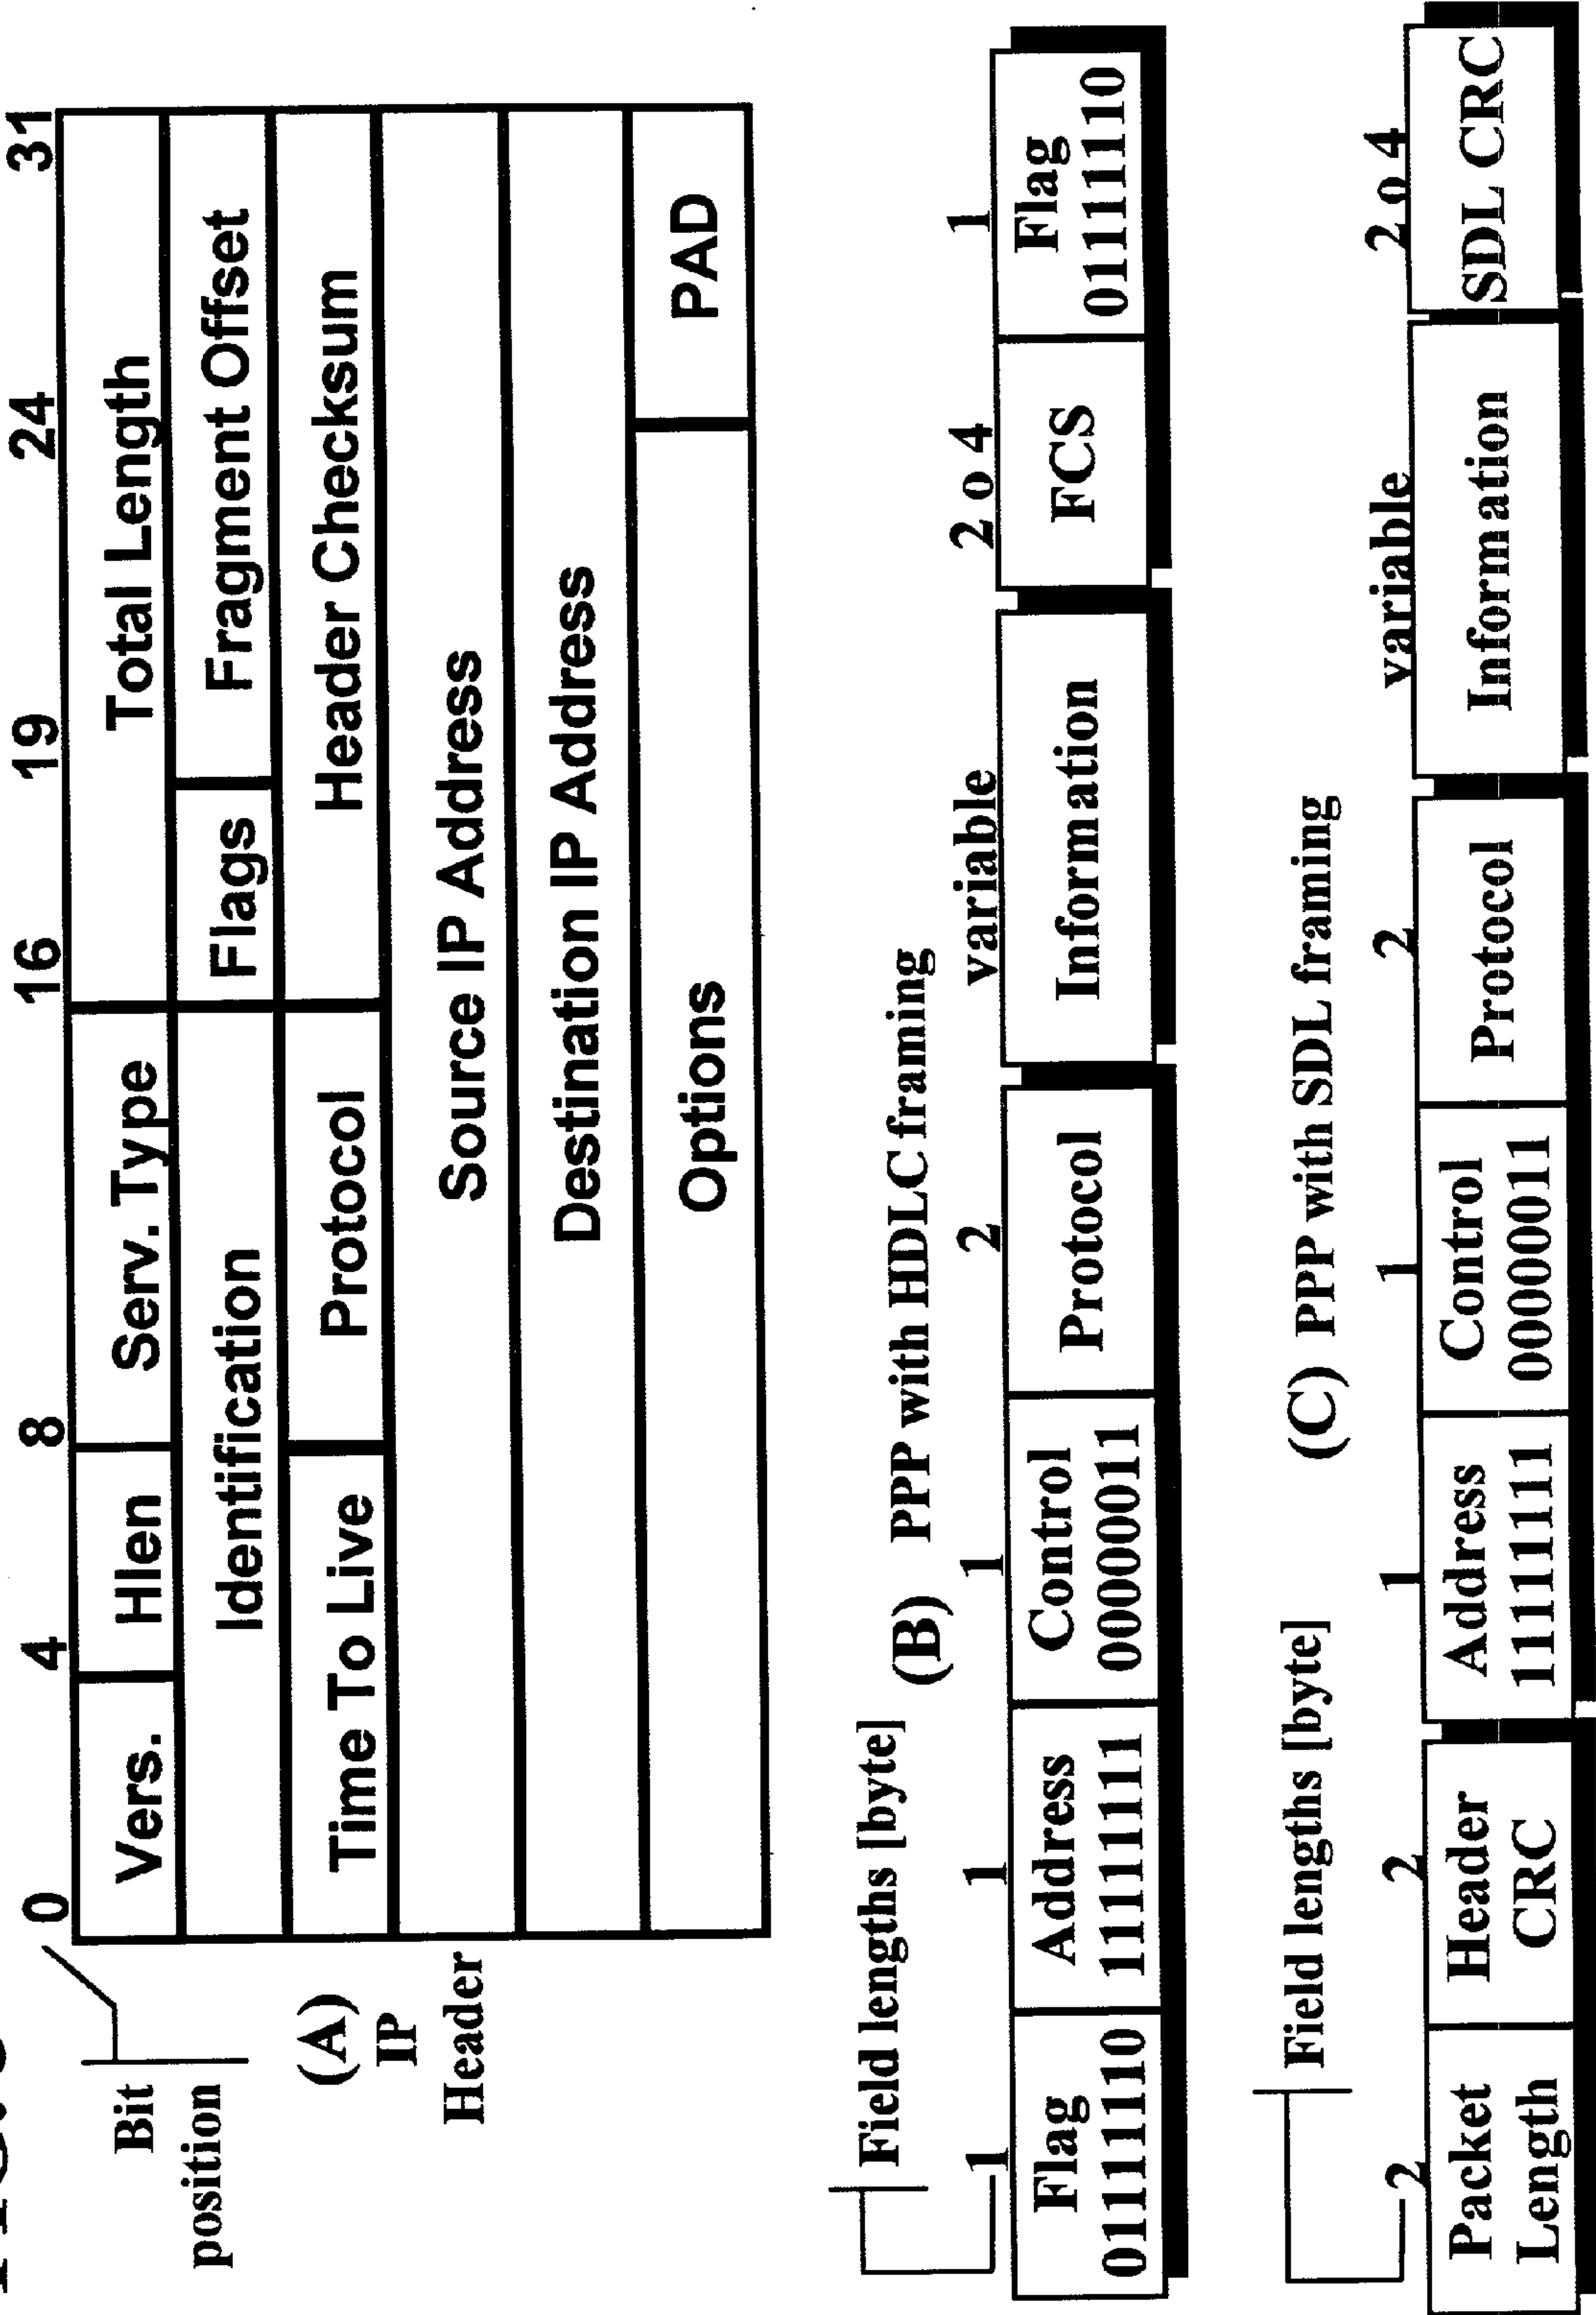 0 4 8 16 19 24 31
Bit
position
Vers. Hlen Serv. Type Total Length
Identification Flags Fragment Offset
Time To Live Protocol Header Checksum
Source IP Address
Destination IP Address
Options PAD
(A)
IP
Header
Field lengths [byte]
(B) PPP with HDLC framing
1 1 1 2 variable 2 o 4 1
Flag Address Control Protocol Information FCS Flag
01111110 11111111 00000011 01111110
Field lengths [byte]
(C) PPP with SDL framing
2 2 1 1 2 variable 2 o 4
Packet Header Address Control Protocol Information SDL CRC
Length CRC 11111111 00000011